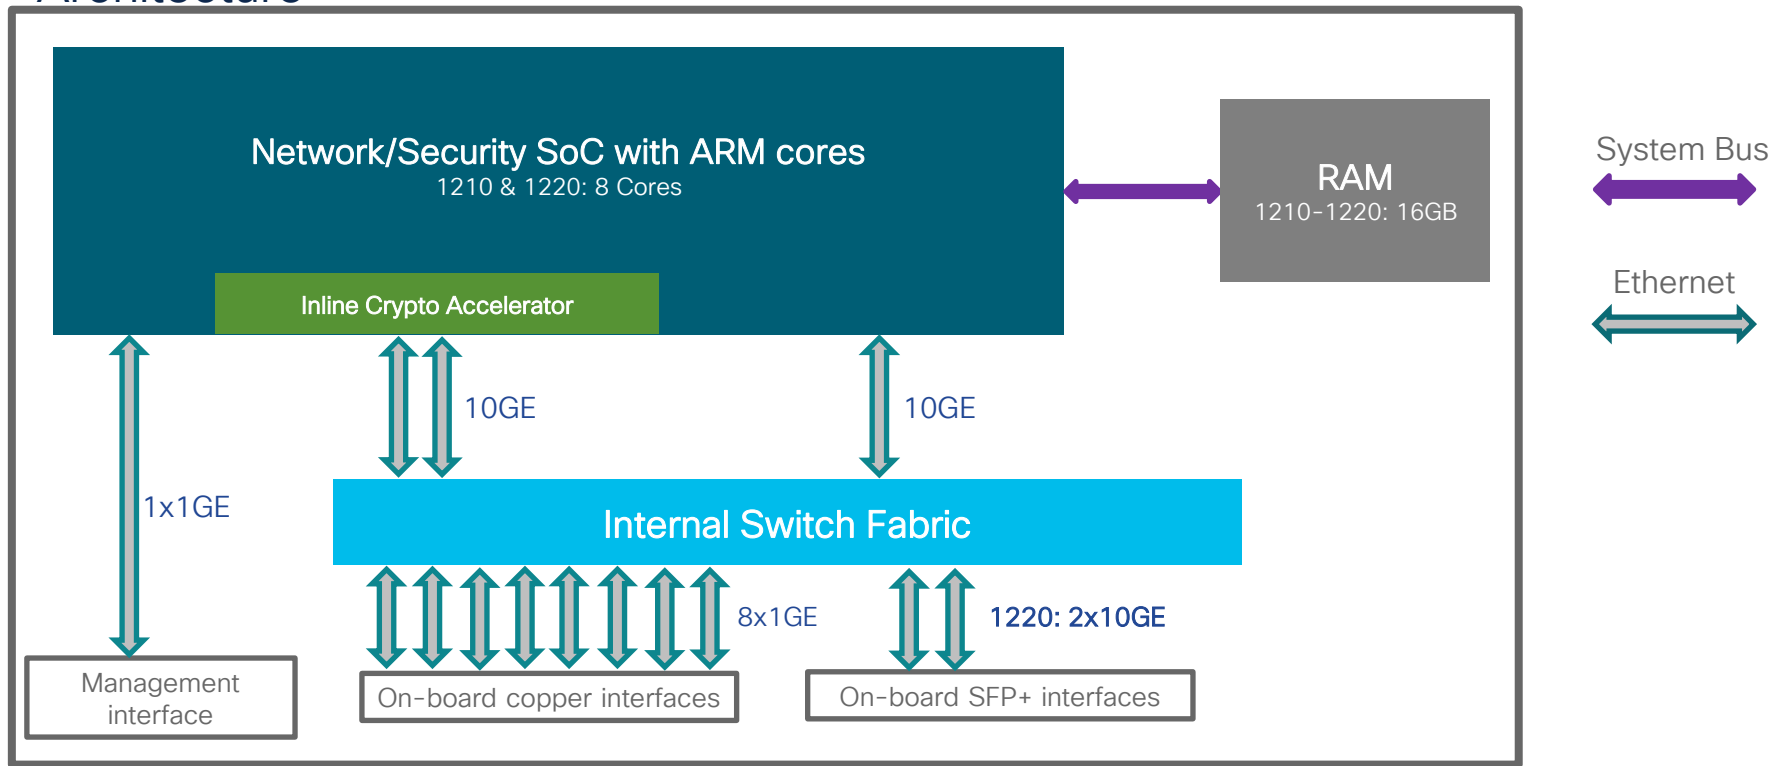 Architecture
Network/Security SoC with ARM cores
1210 & 1220: 8 Cores
Inline Crypto Accelerator
RAM
1210-1220: 16GB
System Bus
Ethernet
10GE
10GE
1x1GE
Internal Switch Fabric
8x1GE
1220: 2x10GE
Management
interface
On-board copper interfaces
On-board SFP+ interfaces